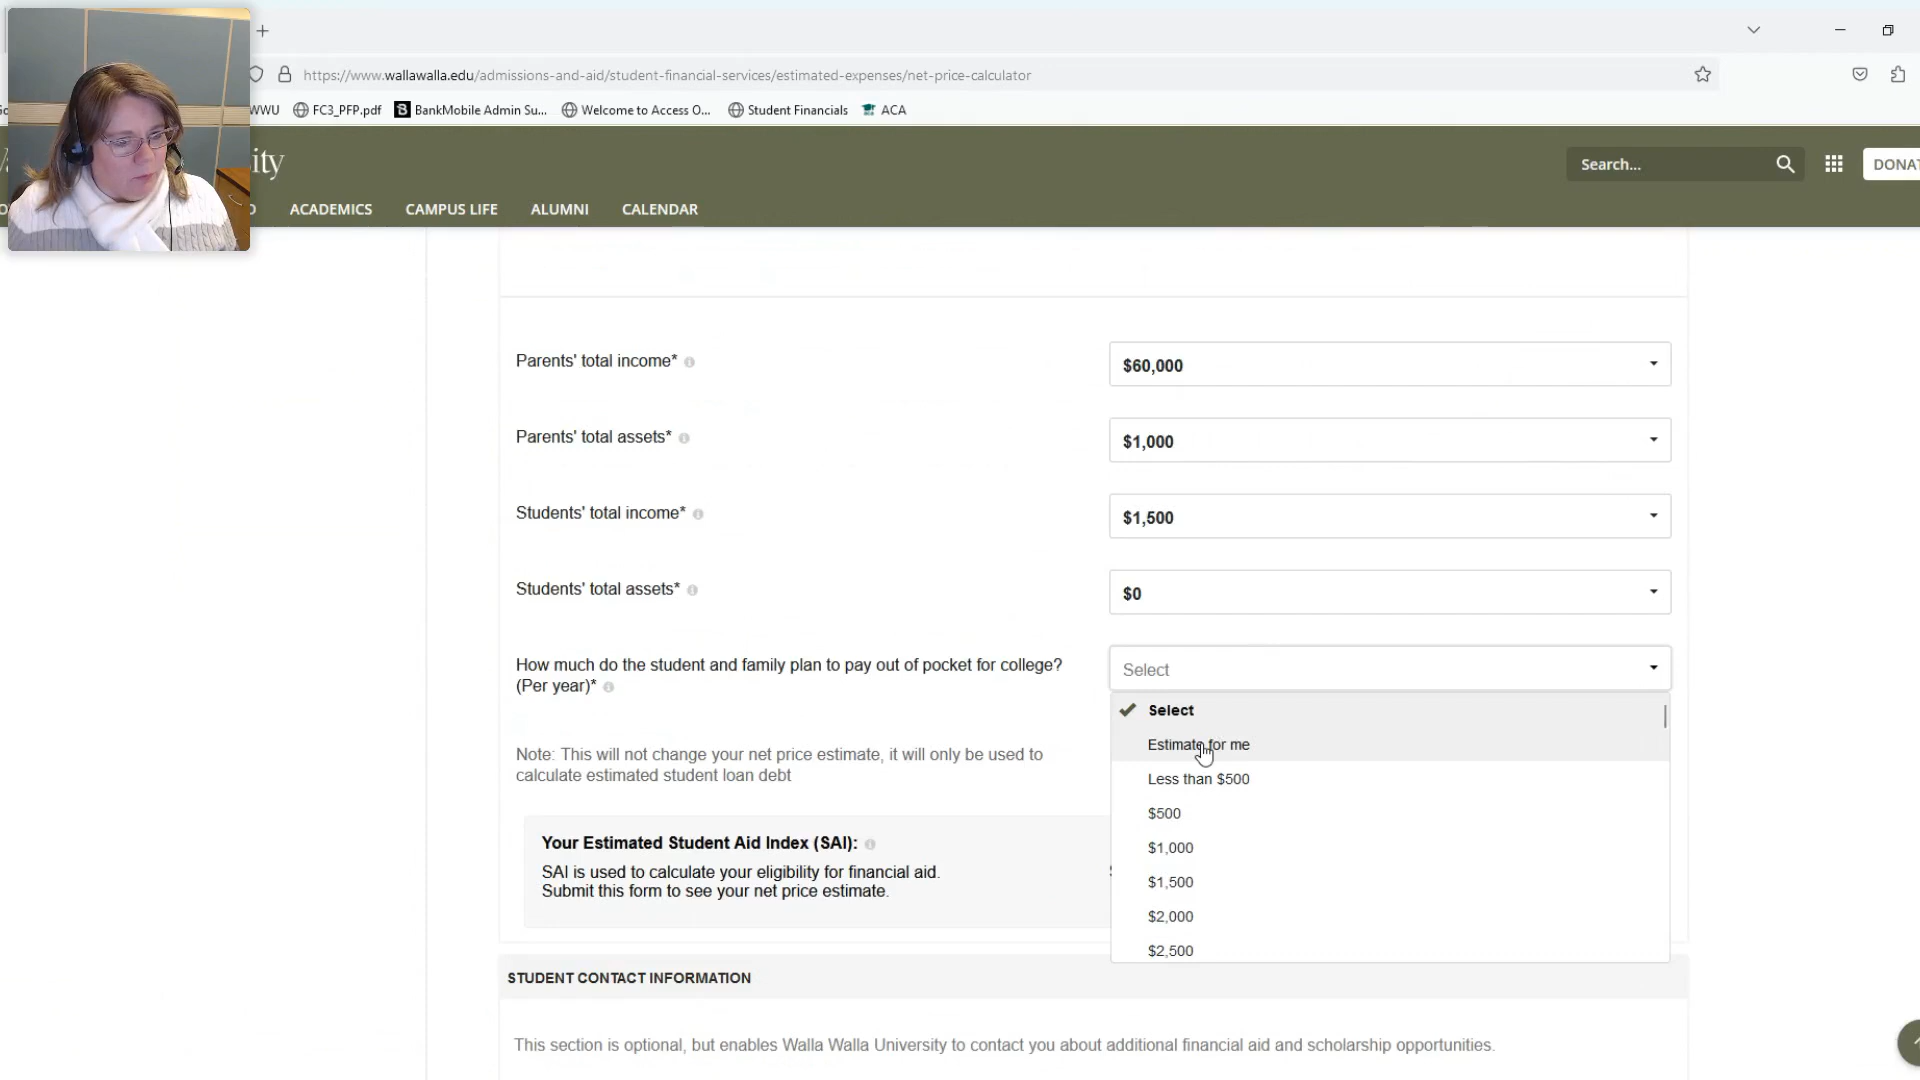 https://www.wallawalla.edu/admissions-and-aid/student-financial-services/estimated-expenses/net-price-calculator
WWU FC3_PFP.pdf BankMobile Admin Su... Welcome to Access O... Student Financials ACA
ity Search... DONAT
ACADEMICS CAMPUS LIFE ALUMNI CALENDAR
Parents' total income* $60,000
Parents' total assets* $1,000
Students' total income* $1,500
Students' total assets* $0
How much do the student and family plan to pay out of pocket for college? Select
(Per year)*
Select
Estimate for me
Less than $500
$500
$1,000
$1,500
$2,000
$2,500
Note: This will not change your net price estimate, it will only be used to
calculate estimated student loan debt
Your Estimated Student Aid Index (SAI):
SAI is used to calculate your eligibility for financial aid.
Submit this form to see your net price estimate.
STUDENT CONTACT INFORMATION
This section is optional, but enables Walla Walla University to contact you about additional financial aid and scholarship opportunities.